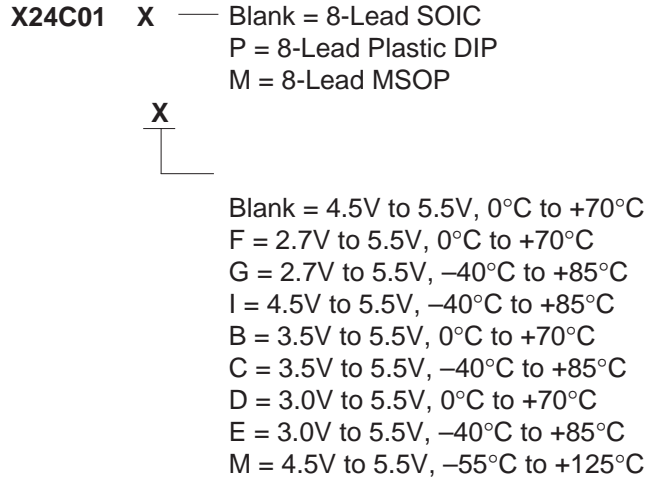 X24C01 X Blank = 8-Lead SOIC
P = 8-Lead Plastic DIP
M = 8-Lead MSOP
X
Blank = 4.5V to 5.5V, 0°C to +70°C
F = 2.7V to 5.5V, 0°C to +70°C
G = 2.7V to 5.5V, –40°C to +85°C
I = 4.5V to 5.5V, –40°C to +85°C
B = 3.5V to 5.5V, 0°C to +70°C
C = 3.5V to 5.5V, –40°C to +85°C
D = 3.0V to 5.5V, 0°C to +70°C
E = 3.0V to 5.5V, –40°C to +85°C
M = 4.5V to 5.5V, –55°C to +125°C